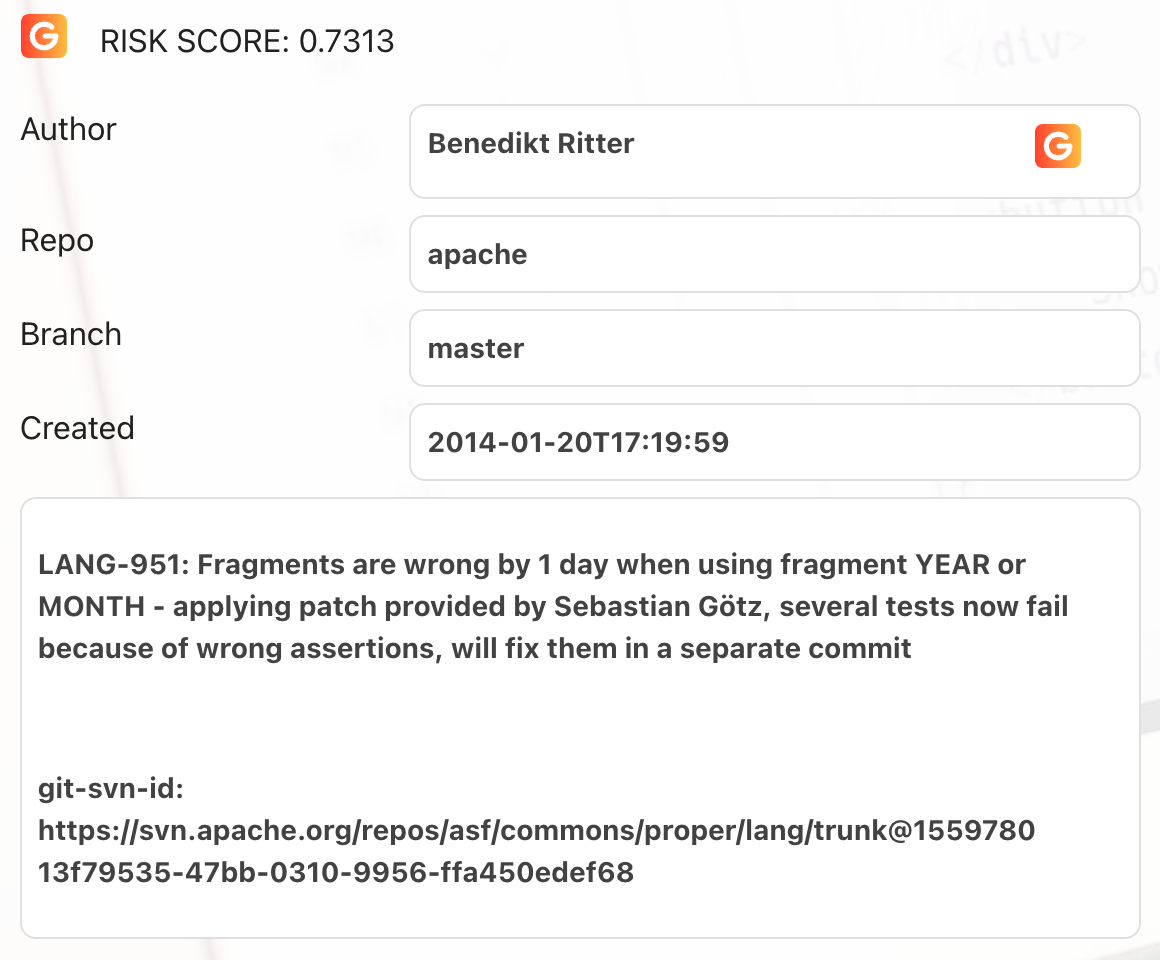 G RISK SCORE: 0.7313
</div>
Author Benedikt Ritter G
Repo apache
Branch master
Created 2014-01-20T17:19:59
LANG-951: Fragments are wrong by 1 day when using fragment YEAR or
MONTH - applying patch provided by Sebastian Götz, several tests now fail
because of wrong assertions, will fix them in a separate commit
git-svn-id:
https://svn.apache.org/repos/asf/commons/proper/lang/trunk@1559780
13f79535-47bb-0310-9956-ffa450edef68